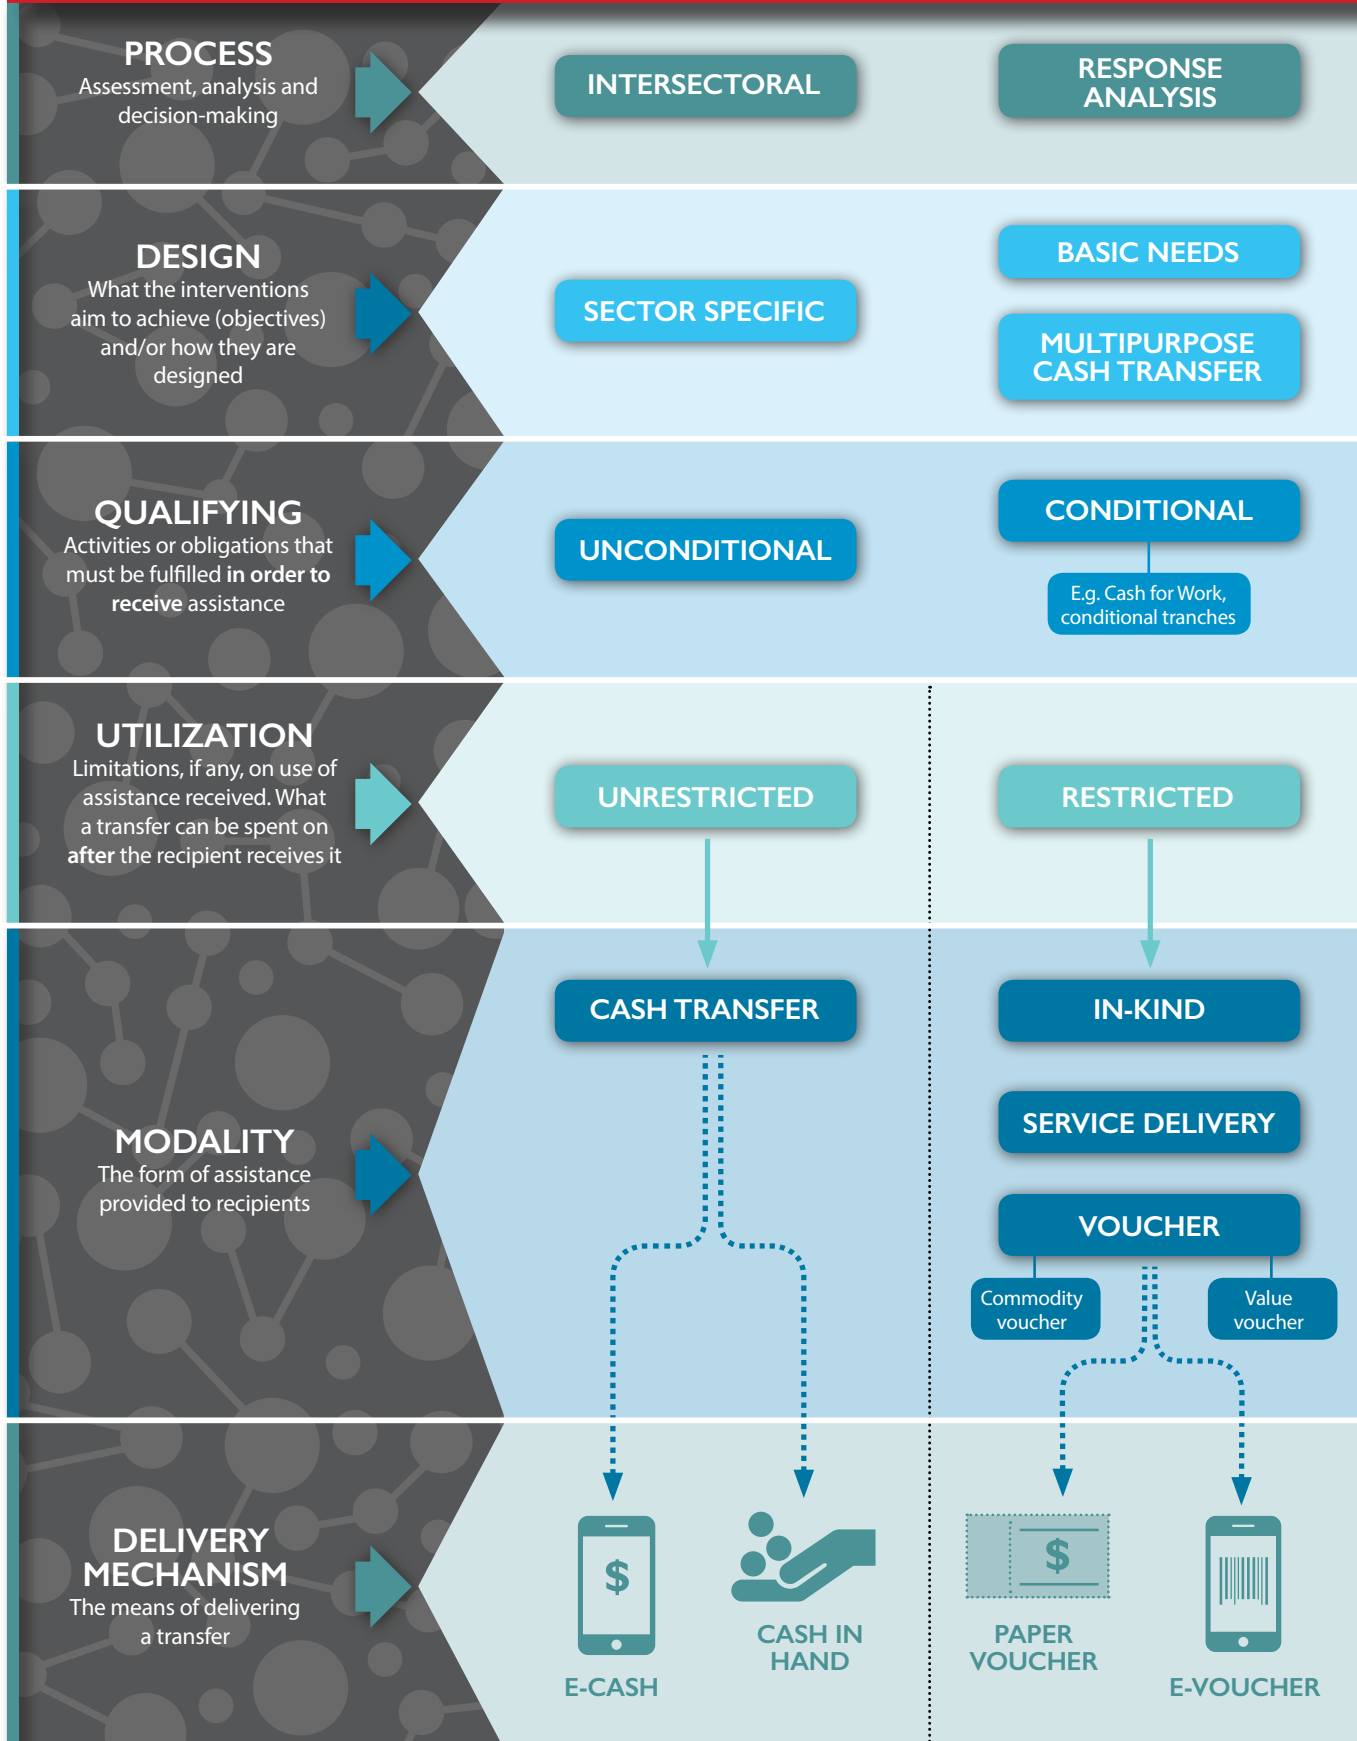 PROCESS
Assessment, analysis and
decision-making
INTERSECTORAL
RESPONSE
ANALYSIS
DESIGN
What the interventions
aim to achieve (objectives)
and/or how they are
designed
SECTOR SPECIFIC
BASIC NEEDS
MULTIPURPOSE
CASH TRANSFER
QUALIFYING
Activities or obligations that
must be fulfilled in order to
receive assistance
UNCONDITIONAL
CONDITIONAL
E.g. Cash for Work,
conditional tranches
UTILIZATION
Limitations, if any, on use of
assistance received. What
a transfer can be spent on
after the recipient receives it
UNRESTRICTED
RESTRICTED
MODALITY
The form of assistance
provided to recipients
CASH TRANSFER
IN-KIND
SERVICE DELIVERY
VOUCHER
Commodity
voucher
Value
voucher
DELIVERY
MECHANISM
The means of delivering
a transfer
$
E-CASH
CASH IN
HAND
$
PAPER
VOUCHER
E-VOUCHER